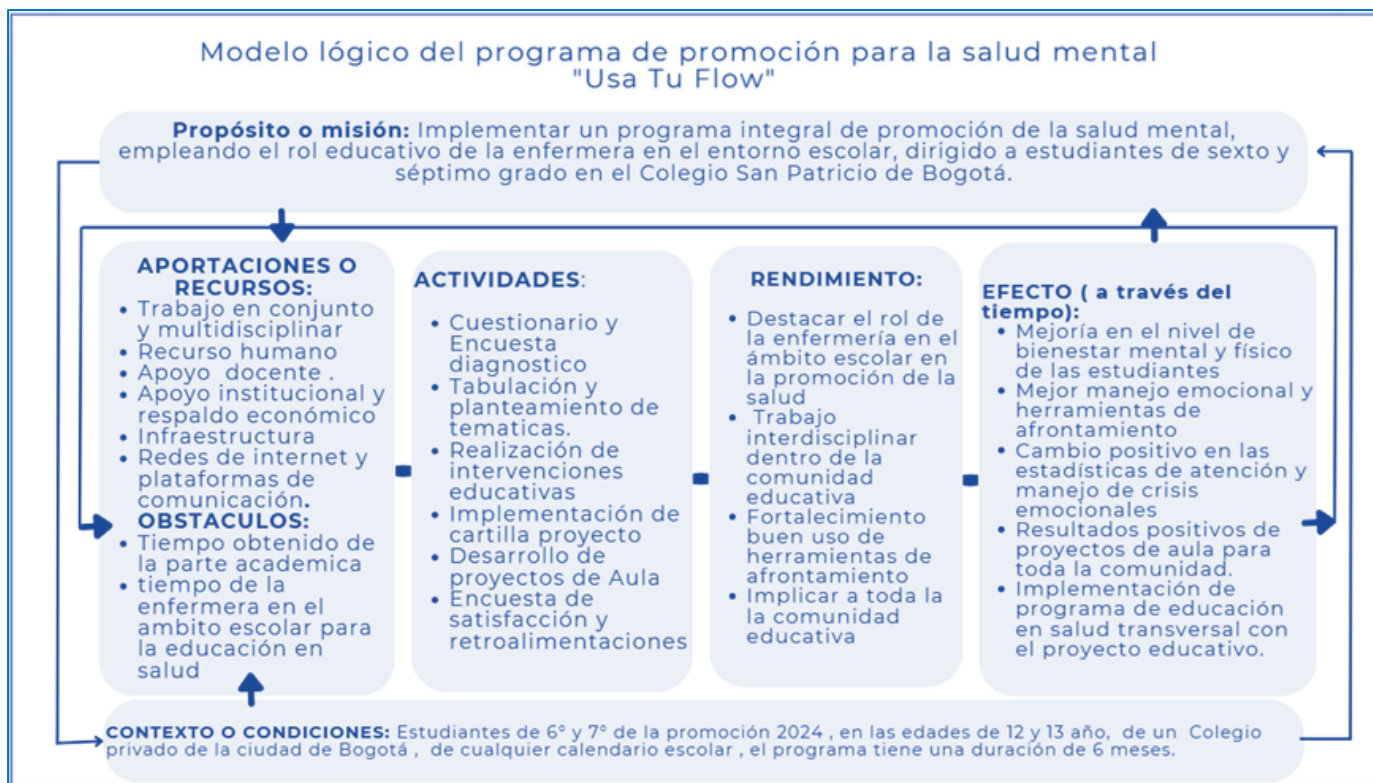 Modelo lógico del programa de promoción para la salud mental
"Usa Tu Flow"
Propósito o misión: Implementar un programa integral de promoción de la salud mental,
empleando el rol educativo de la enfermera en el entorno escolar, dirigido a estudiantes de sexto y
séptimo grado en el Colegio San Patricio de Bogotá.
APORTACIONES O
RECURSOS:
• Trabajo en conjunto
y multidisciplinar
• Recurso humano
• Apoyo docente .
• Apoyo institucional y
respaldo económico
• Infraestructura
• Redes de internet y
plataformas de
comunicación.
OBSTACULOS:
• Tiempo obtenido de
la parte academica
• tiempo de la
enfermera en el
ambito escolar para
la educación en
salud
ACTIVIDADES:
• Cuestionario y
Encuesta
diagnostico
• Tabulación y
planteamiento de
tematicas.
• Realización de
intervenciones
educativas
• Implementación de
cartilla proyecto
• Desarrollo de
proyectos de Aula
• Encuesta de
satisfacción y
retroalimentaciones
RENDIMIENTO:
• Destacar el rol de
la enfermería en el
ámbito escolar en
la promoción de la
salud
• Trabajo
interdisciplinar
dentro de la
comunidad
educativa
• Fortalecimiento
buen uso de
herramientas de
afrontamiento
• Implicar a toda la
la comunidad
educativa
EFECTO ( a través del
tiempo):
• Mejoría en el nivel de
bienestar mental y físico
de las estudiantes
• Mejor manejo emocional y
herramientas de
afrontamiento
• Cambio positivo en las
estadísticas de atención y
manejo de crisis
emocionales
• Resultados positivos de
proyectos de aula para
toda la comunidad.
• Implementación de
programa de educación
en salud transversal con
el proyecto educativo.
CONTEXTO O CONDICIONES: Estudiantes de 6° y 7° de la promoción 2024 , en las edades de 12 y 13 año, de un Colegio
privado de la ciudad de Bogotá , de cualquier calendario escolar , el programa tiene una duración de 6 meses.